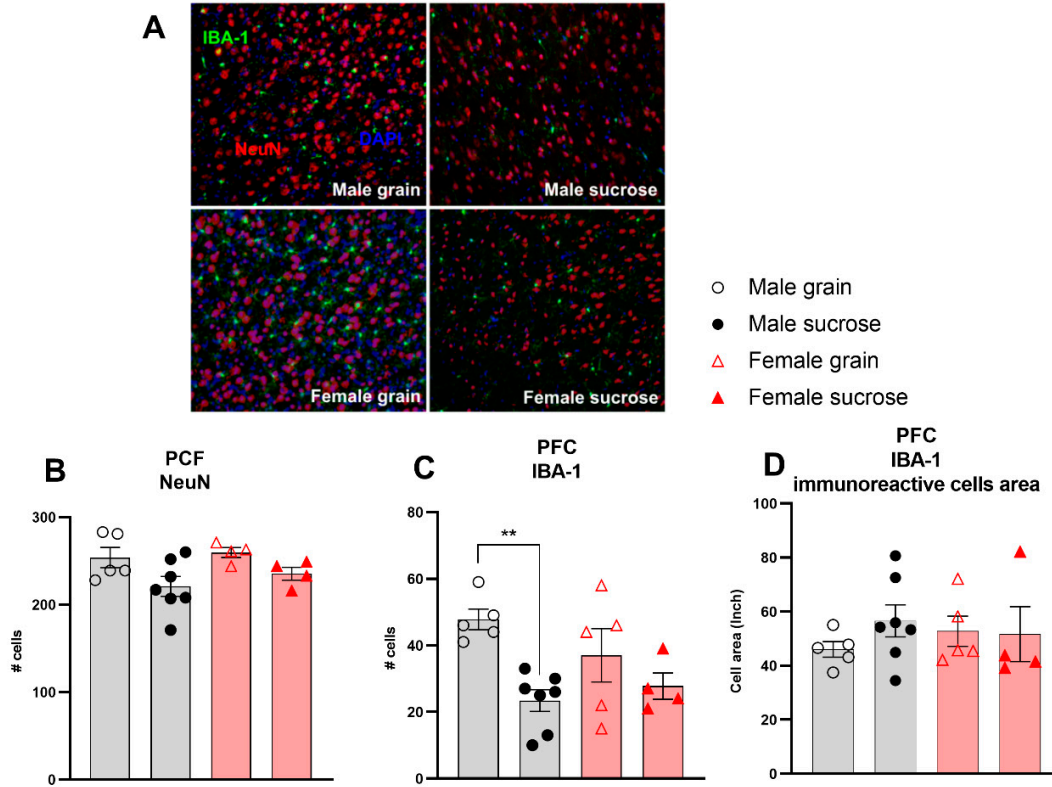 A
IBA-1
NeuN
DAPI
Male grain
Male sucrose
Female grain
Female sucrose
Male grain
Male sucrose
Female grain
Female sucrose
B
PCF
NeuN
# cells
300
200
100
0
C
PFC
IBA-1
# cells
80
60
40
20
0
**
D
PFC
IBA-1
immunoreactive cells area
Cell area (Inch)
100
80
60
40
20
0